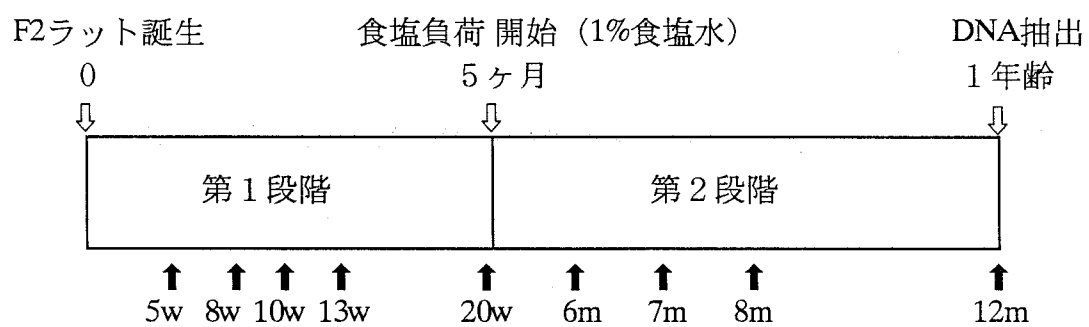 F2ラット誕生 食塩負荷 開始（1%食塩水） DNA抽出
0 5ヶ月 1年齢
第1段階 第2段階
5w 8w 10w 13w 20w 6m 7m 8m 12m